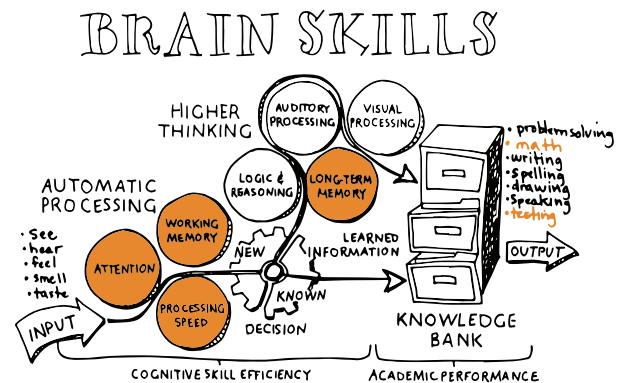 BRAIN SKILLS
HIGHER
THINKING
AUDITORY
PROCESSING
VISUAL
PROCESSING
LOGIC &
REASONING
LONG-TERM
MEMORY
AUTOMATIC
PROCESSING
• see
• hear
• feel
• smell
• taste
ATTENTION
WORKING
MEMORY
PROCESSING
SPEED
INPUT
NEW
KNOWN
DECISION
LEARNED
INFORMATION
• problem solving
• math
• writing
• spelling
• drawing
• speaking
• testing
OUTPUT
KNOWLEDGE
BANK
COGNITIVE SKILL EFFICIENCY
ACADEMIC PERFORMANCE